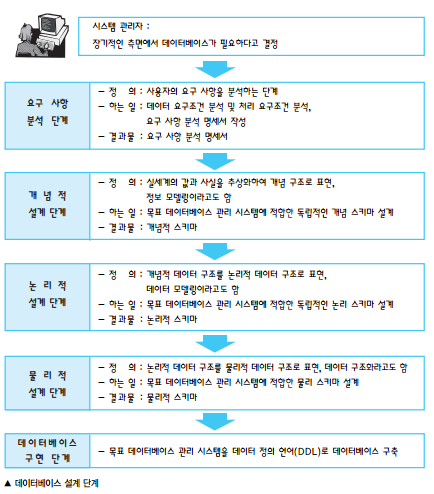 시스템 관리자 :
장기적인 측면에서 데이터베이스가 필요하다고 결정
요구 사항
분석 단계
– 정 의 : 사용자의 요구 사항을 분석하는 단계
– 하는 일 : 데이터 요구조건 분석 및 처리 요구조건 분석,
요구 사항 분석 명세서 작성
– 결과물 : 요구 사항 분석 명세서
개 념 적
설계 단계
– 정 의 : 실세계의 값과 사실을 추상화하여 개념 구조로 표현,
정보 모델링이라고도 함
– 하는 일 : 목표 데이터베이스 관리 시스템에 적합한 독립적인 개념 스키마 설계
– 결과물 : 개념적 스키마
논 리 적
설계 단계
– 정 의 : 개념적 데이터 구조를 논리적 데이터 구조로 표현,
데이터 모델링이라고도 함
– 하는 일 : 목표 데이터베이스 관리 시스템에 적합한 독립적인 논리 스키마 설계
– 결과물 : 논리적 스키마
물 리 적
설계 단계
– 정 의 : 논리적 데이터 구조를 물리적 데이터 구조로 표현, 데이터 구조화라고도 함
– 하는 일 : 목표 데이터베이스 관리 시스템에 적합한 물리 스키마 설계
– 결과물 : 물리적 스키마
데이터베이스
구현 단계
– 목표 데이터베이스 관리 시스템을 데이터 정의 언어(DDL)로 데이터베이스 구축
▲ 데이터베이스 설계 단계